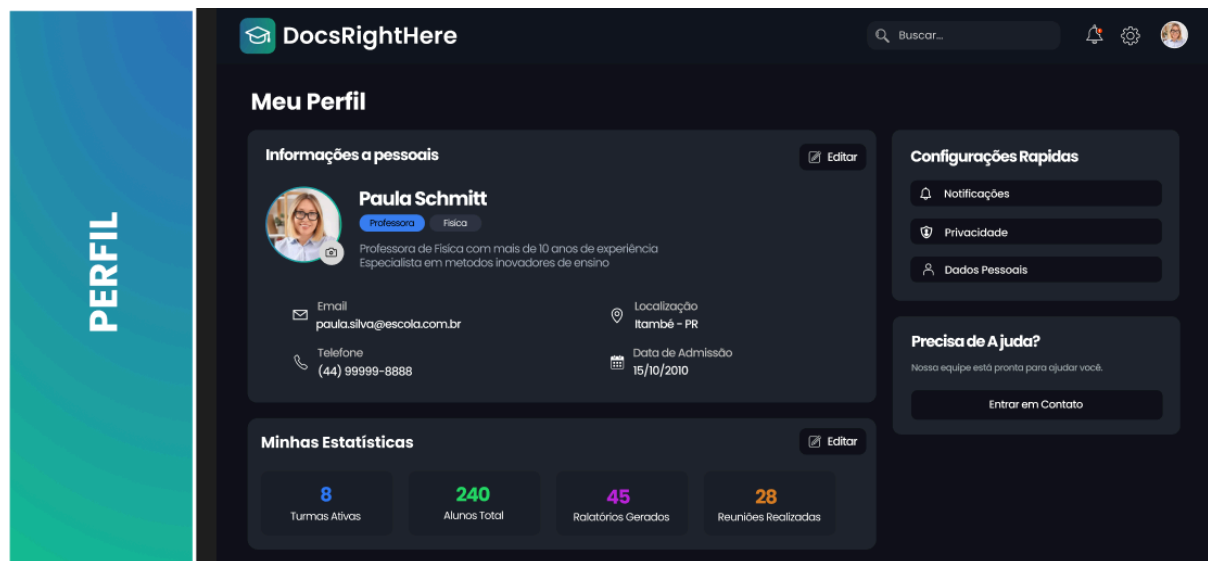 PERFIL
DocsRightHere
Buscar...
Meu Perfil
Informações a pessoais
Editar
Paula Schmitt
Professora
Fisica
Professora de Fisica com mais de 10 anos de experiência
Especialista em metodos inovadores de ensino
Email
paula.silva@escola.com.br
Localização
Itambé - PR
Telefone
(44) 99999-8888
Data de Admissão
15/10/2010
Minhas Estatísticas
Editar
8
Turmas Ativas
240
Alunos Total
45
Ralatórios Gerados
28
Reuniões Realizadas
Configurações Rapidas
Notificações
Privacidade
Dados Pessoais
Precisa de Ajuda?
Nossa equipe está pronta para ajudar você.
Entrar em Contato